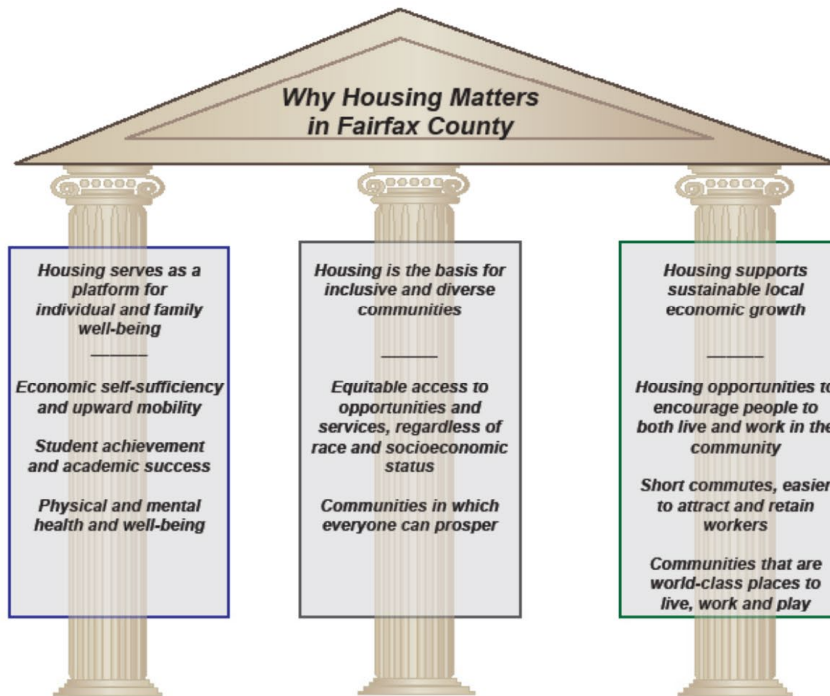 Why Housing Matters
in Fairfax County
Housing serves as a
platform for
individual and family
well-being
Economic self-sufficiency
and upward mobility
Student achievement
and academic success
Physical and mental
health and well-being
Housing is the basis for
inclusive and diverse
communities
Equitable access to
opportunities and
services, regardless of
race and socioeconomic
status
Communities in which
everyone can prosper
Housing supports
sustainable local
economic growth
Housing opportunities to
encourage people to
both live and work in the
community
Short commutes, easier
to attract and retain
workers
Communities that are
world-class places to
live, work and play